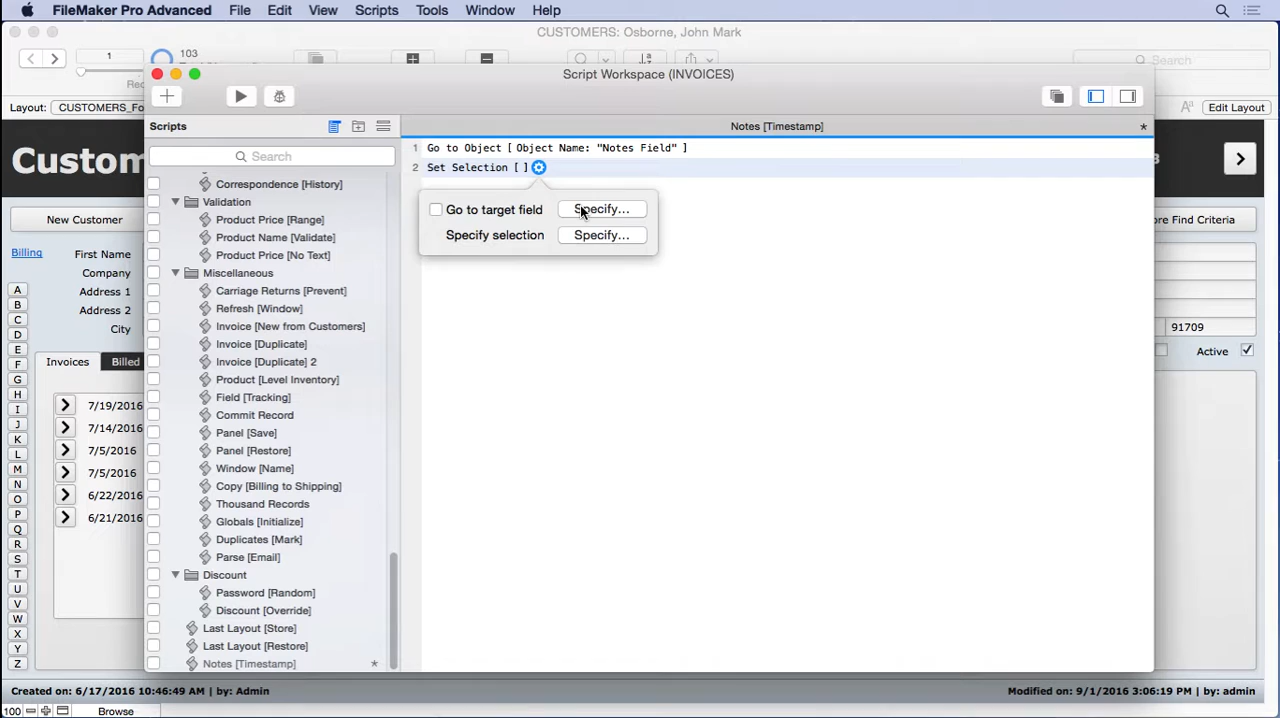 FileMaker Pro Advanced File Edit View Scripts Tools Window Help
CUSTOMERS: Osborne, John Mark
1 103
Search
Script Workspace (INVOICES)
Layout: CUSTOMERS_Fo
Edit Layout
Scripts
Notes [Timestamp] *
Search
1 Go to Object [ Object Name: "Notes Field" ]
2 Set Selection [ ]
Go to target field Specify...
Specify selection Specify...
Correspondence [History]
Validation
Product Price [Range]
Product Name [Validate]
Product Price [No Text]
Miscellaneous
Carriage Returns [Prevent]
Refresh [Window]
Invoice [New from Customers]
Invoice [Duplicate]
Invoice [Duplicate] 2
Product [Level Inventory]
Field [Tracking]
Commit Record
Panel [Save]
Panel [Restore]
Window [Name]
Copy [Billing to Shipping]
Thousand Records
Globals [Initialize]
Duplicates [Mark]
Parse [Email]
Discount
Password [Random]
Discount [Override]
Last Layout [Store]
Last Layout [Restore]
Notes [Timestamp] *
Custom
3
New Customer
re Find Criteria
Billing
First Name
Company
Address 1
Address 2
City
91709
Active
Invoices Billed
7/19/2016
7/14/2016
7/5/2016
7/5/2016
6/22/2016
6/21/2016
A
B
C
D
E
F
G
H
I
J
K
L
M
N
O
P
Q
R
S
T
U
V
W
X
Y
Z
Created on: 6/17/2016 10:46:49 AM | by: Admin
Modified on: 9/1/2016 3:06:19 PM | by: admin
100 Browse